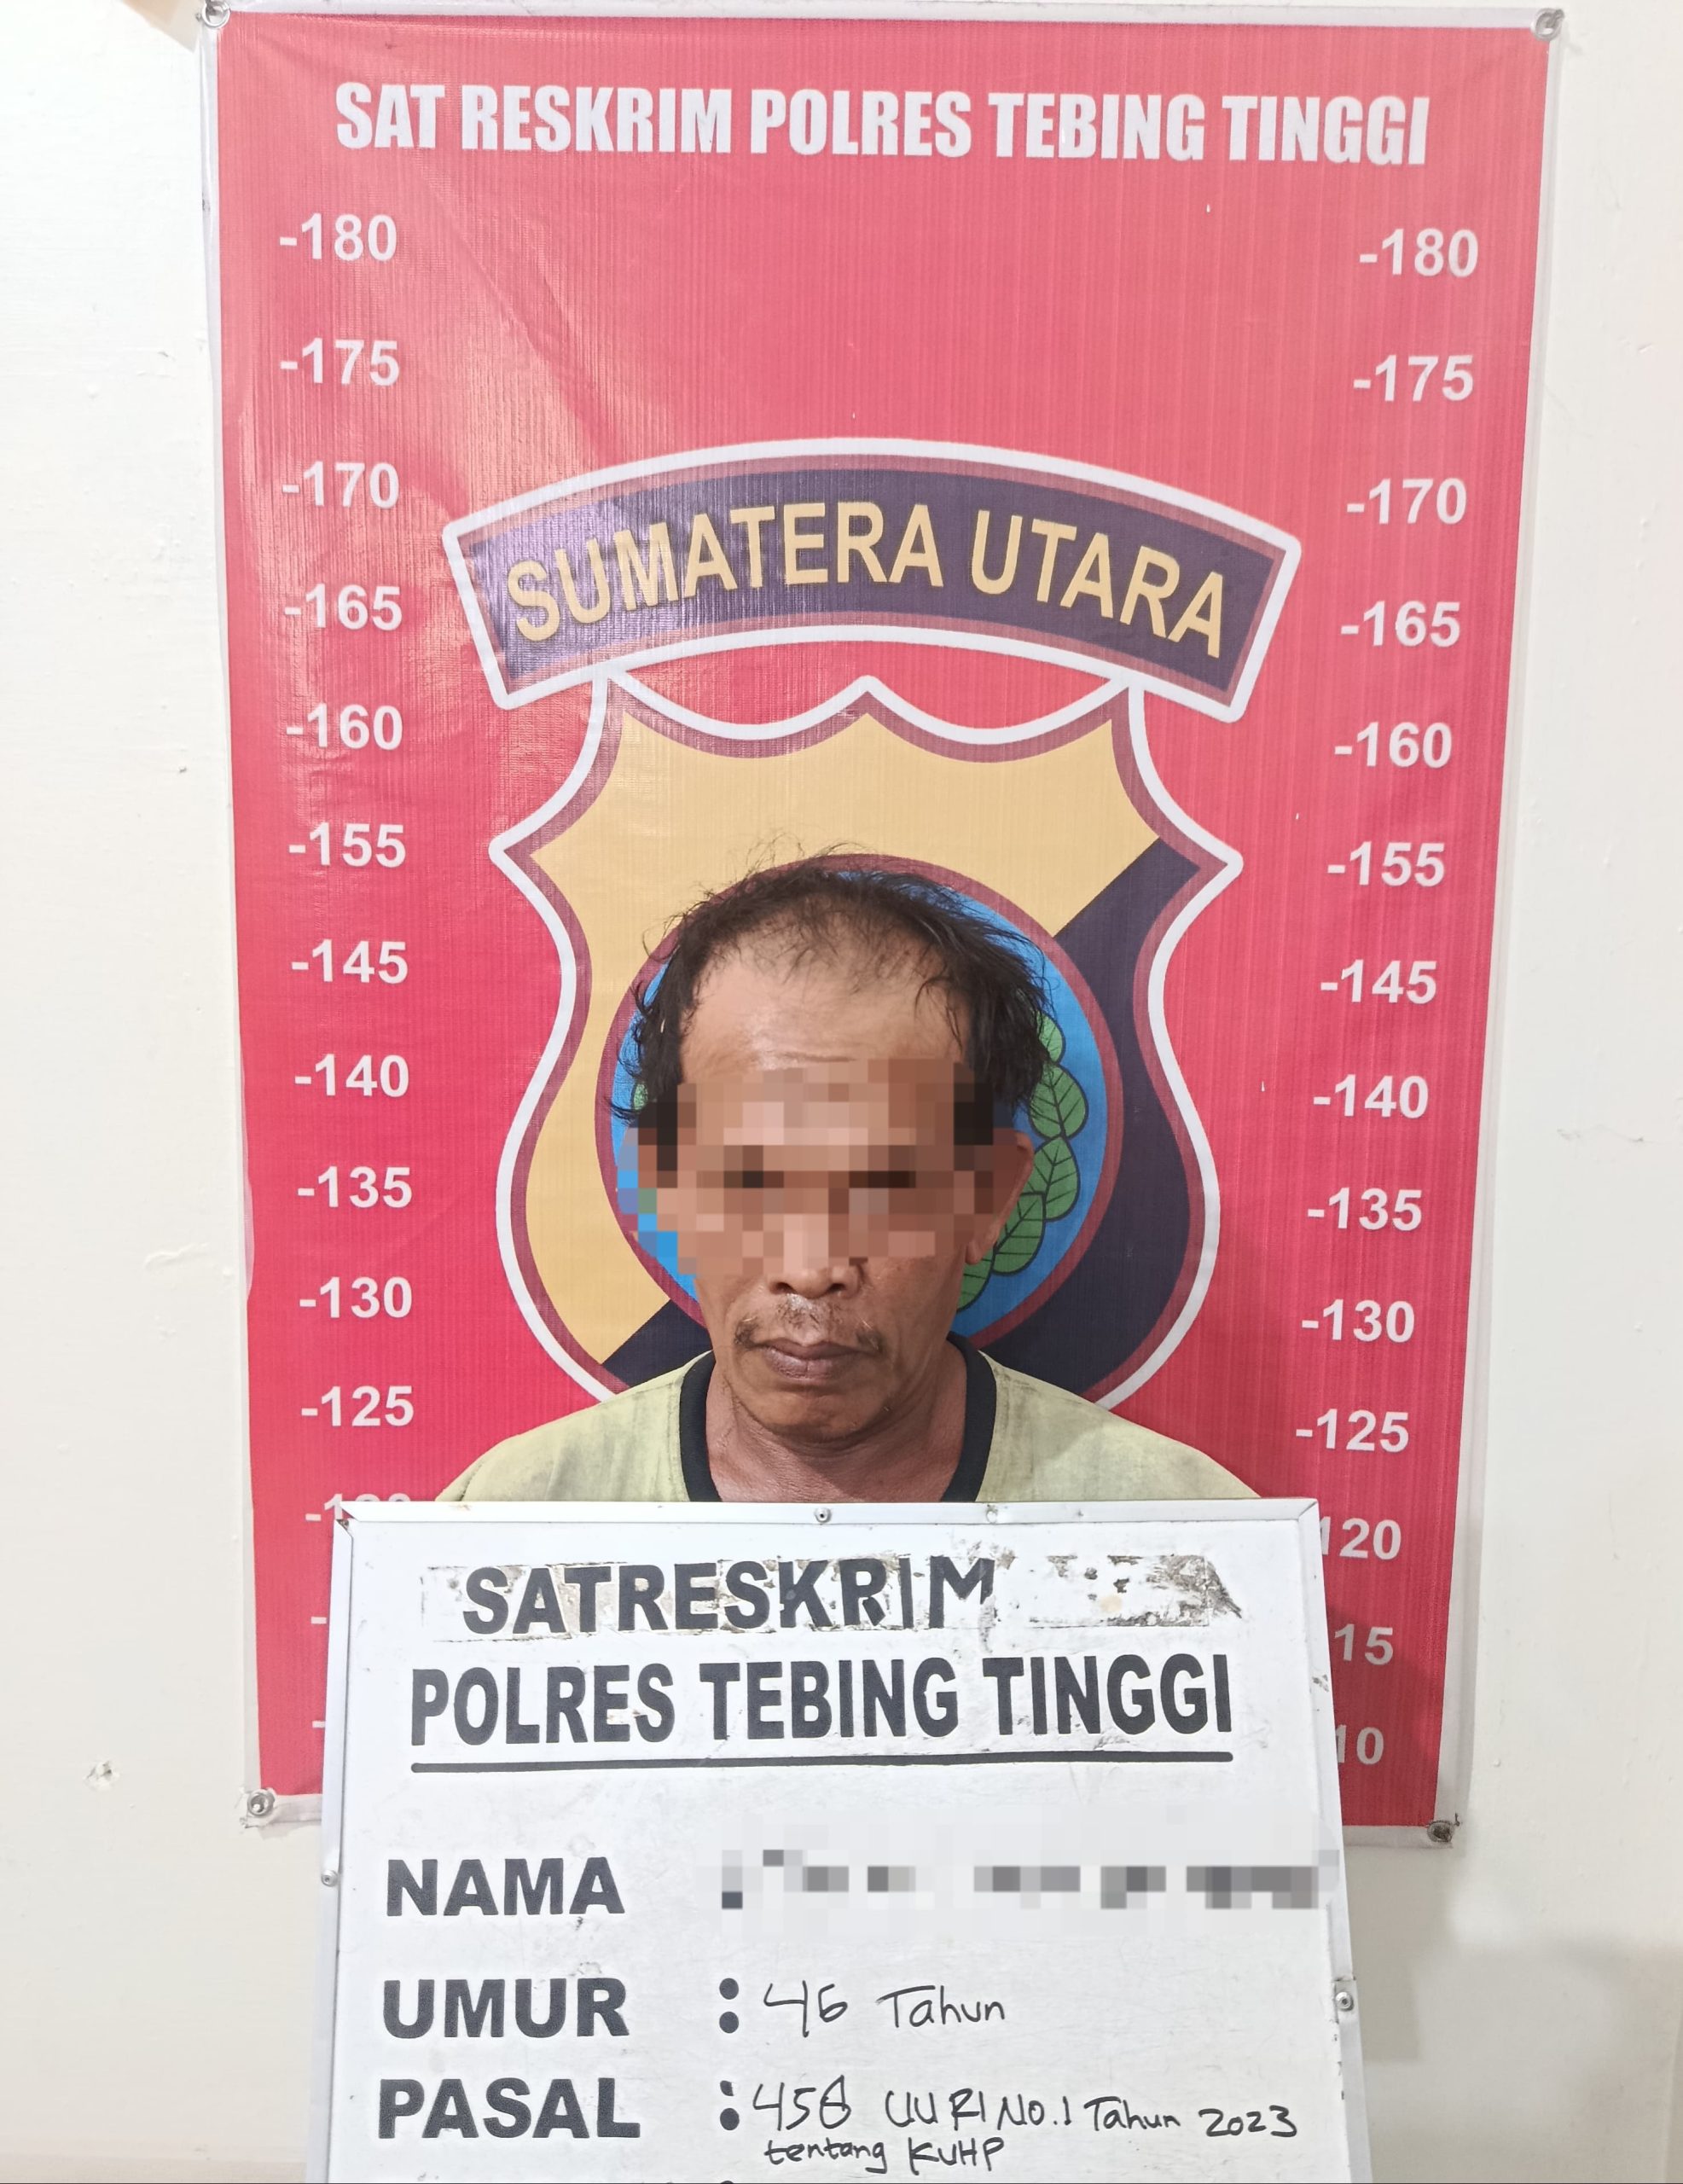 SAT RESKRIM POLRES TEBING TINGGI
-180 -180
-175 -175
-170 -170
SUMATERA UTARA
-165 -165
-160 -160
-155 -155
-145 -145
-140 -140
-135 -135
-130 -130
-125 -125
120
15
10
SATRESKRIM
POLRES TEBING TINGGI
NAMA :
UMUR : 46 Tahun
PASAL : 458 UU RI NO.1 Tahun 2023
tentang KUHP